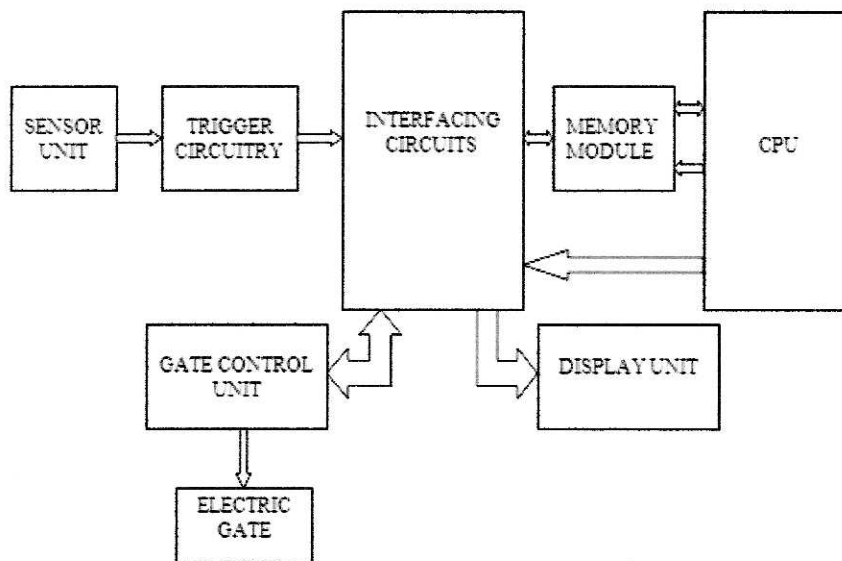 SENSOR
UNIT
TRIGGER
CIRCUITRY
INTERFACING
CIRCUITS
MEMORY
MODULE
CPU
GATE CONTROL
UNIT
DISPLAY UNIT
ELECTRIC
GATE